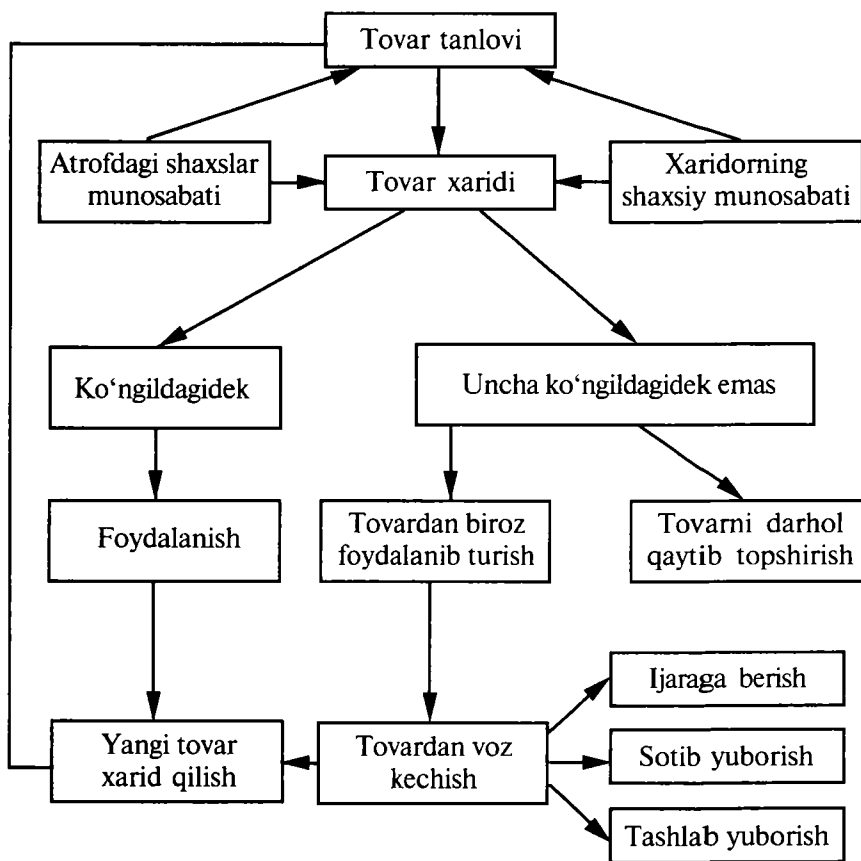 Tovar tanlovi
Atrofdagi shaxslar
munosabati
Tovar xaridi
Xaridorning
shaxsiy munosabati
Ko‘ngildagidek
Uncha ko‘ngildagidek emas
Foydalanish
Tovardan biroz
foydalanib turish
Tovarni darhol
qaytib topshirish
Yangi tovar
xarid qilish
Tovardan voz
kechish
Ijaraga berish
Sotib yuborish
Tashlab yuborish